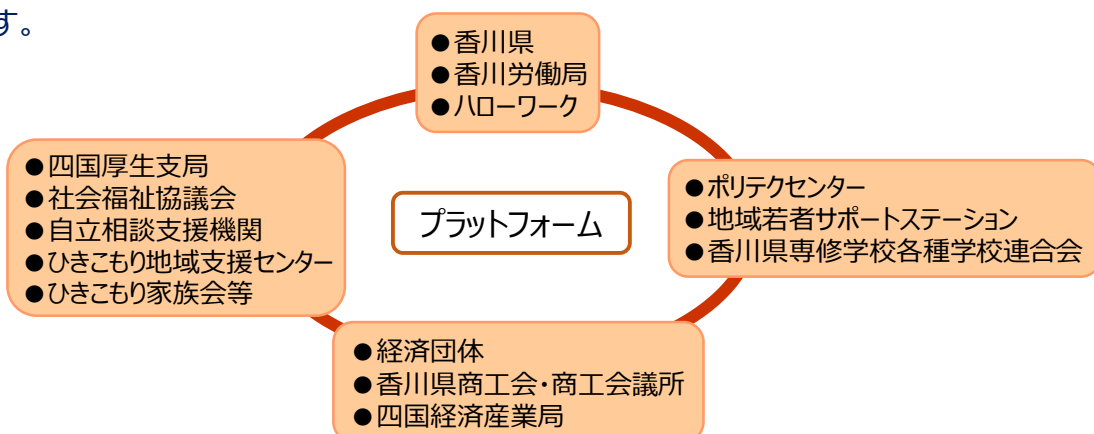 す。
●香川県
●香川労働局
●ハローワーク
●四国厚生支局
●社会福祉協議会
●自立相談支援機関
●ひきこもり地域支援センター
●ひきこもり家族会等
プラットフォーム
●ポリテクセンター
●地域若者サポートステーション
●香川県専修学校各種学校連合会
●経済団体
●香川県商工会・商工会議所
●四国経済産業局